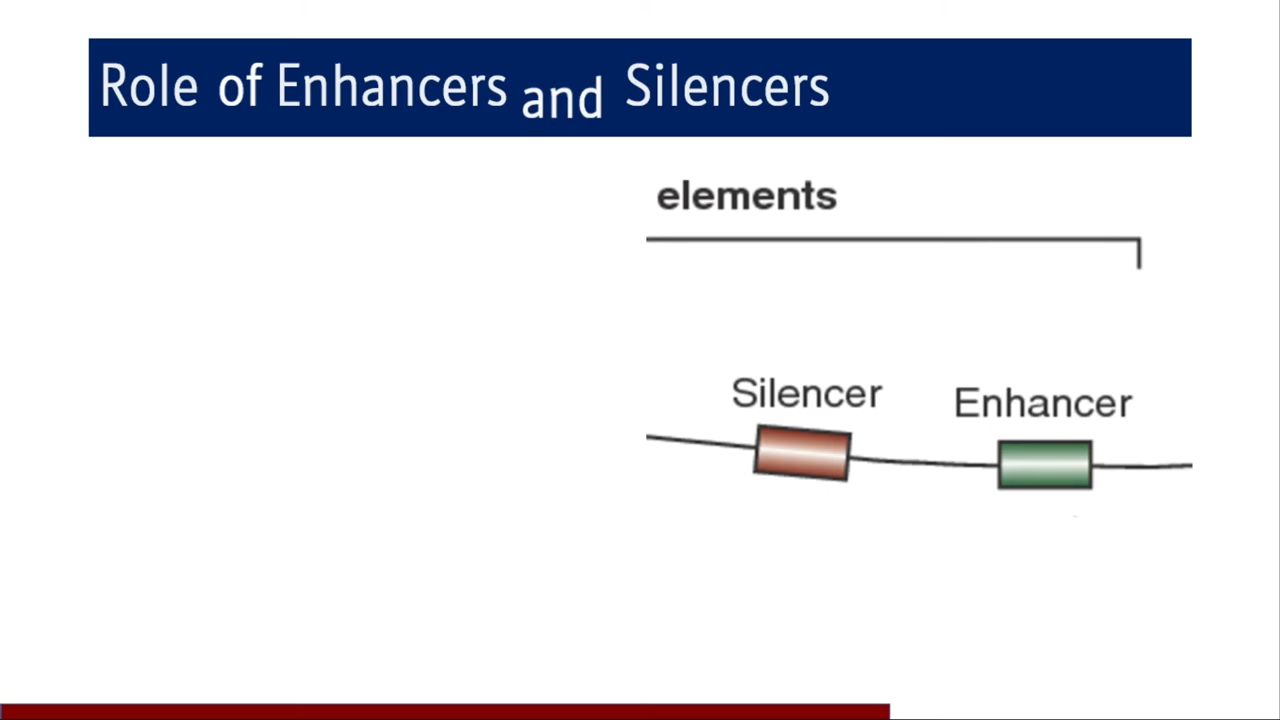 Role of Enhancers and Silencers
elements
Silencer
Enhancer